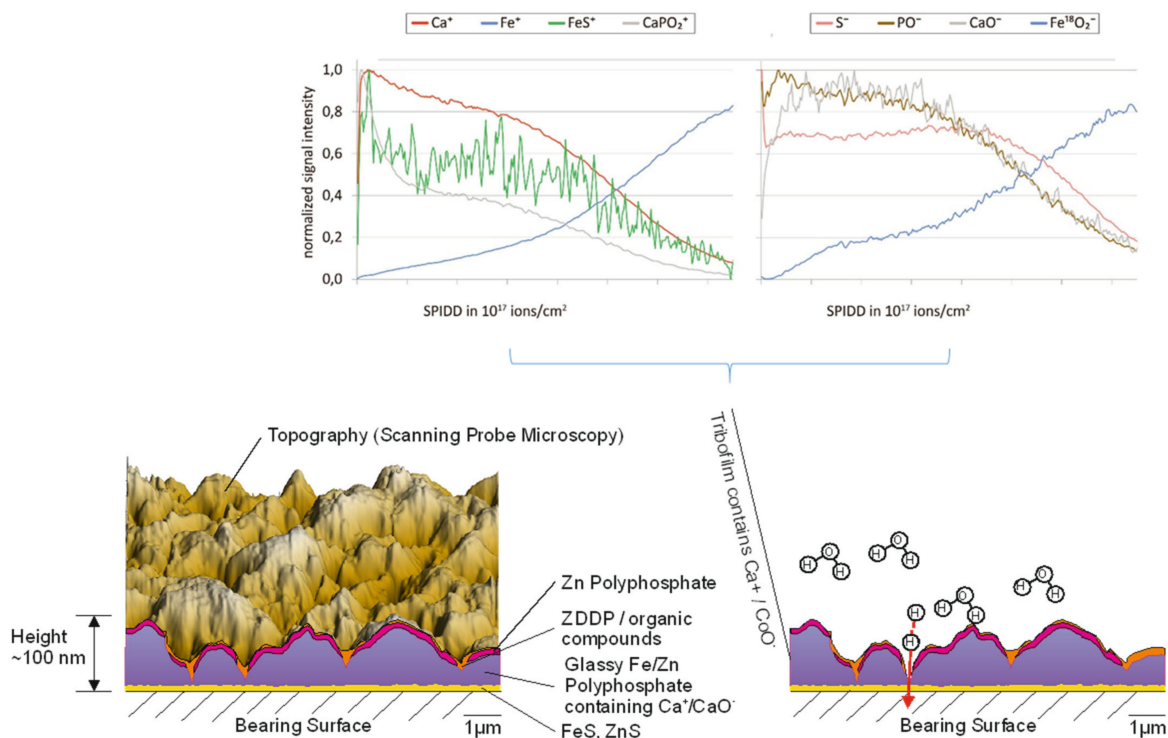 Ca⁺ Fe⁺ FeS⁺ CaPO₂⁺
S⁻ PO⁻ CaO⁻ Fe¹⁸O₂⁻
normalized signal intensity
1,0
0,8
0,6
0,4
0,2
0,0
SPIDD in 10¹⁷ ions/cm²
SPIDD in 10¹⁷ ions/cm²
Topography (Scanning Probe Microscopy)
Tribofilm contains Ca+ / CoO⁻
Zn Polyphosphate
ZDDP / organic
compounds
Glassy Fe/Zn
Polyphosphate
containing Ca⁺/CaO⁻
FeS, ZnS
Height
~100 nm
Bearing Surface
1µm
H O H
H O H
H O H
H O H
H
H
Bearing Surface
1µm